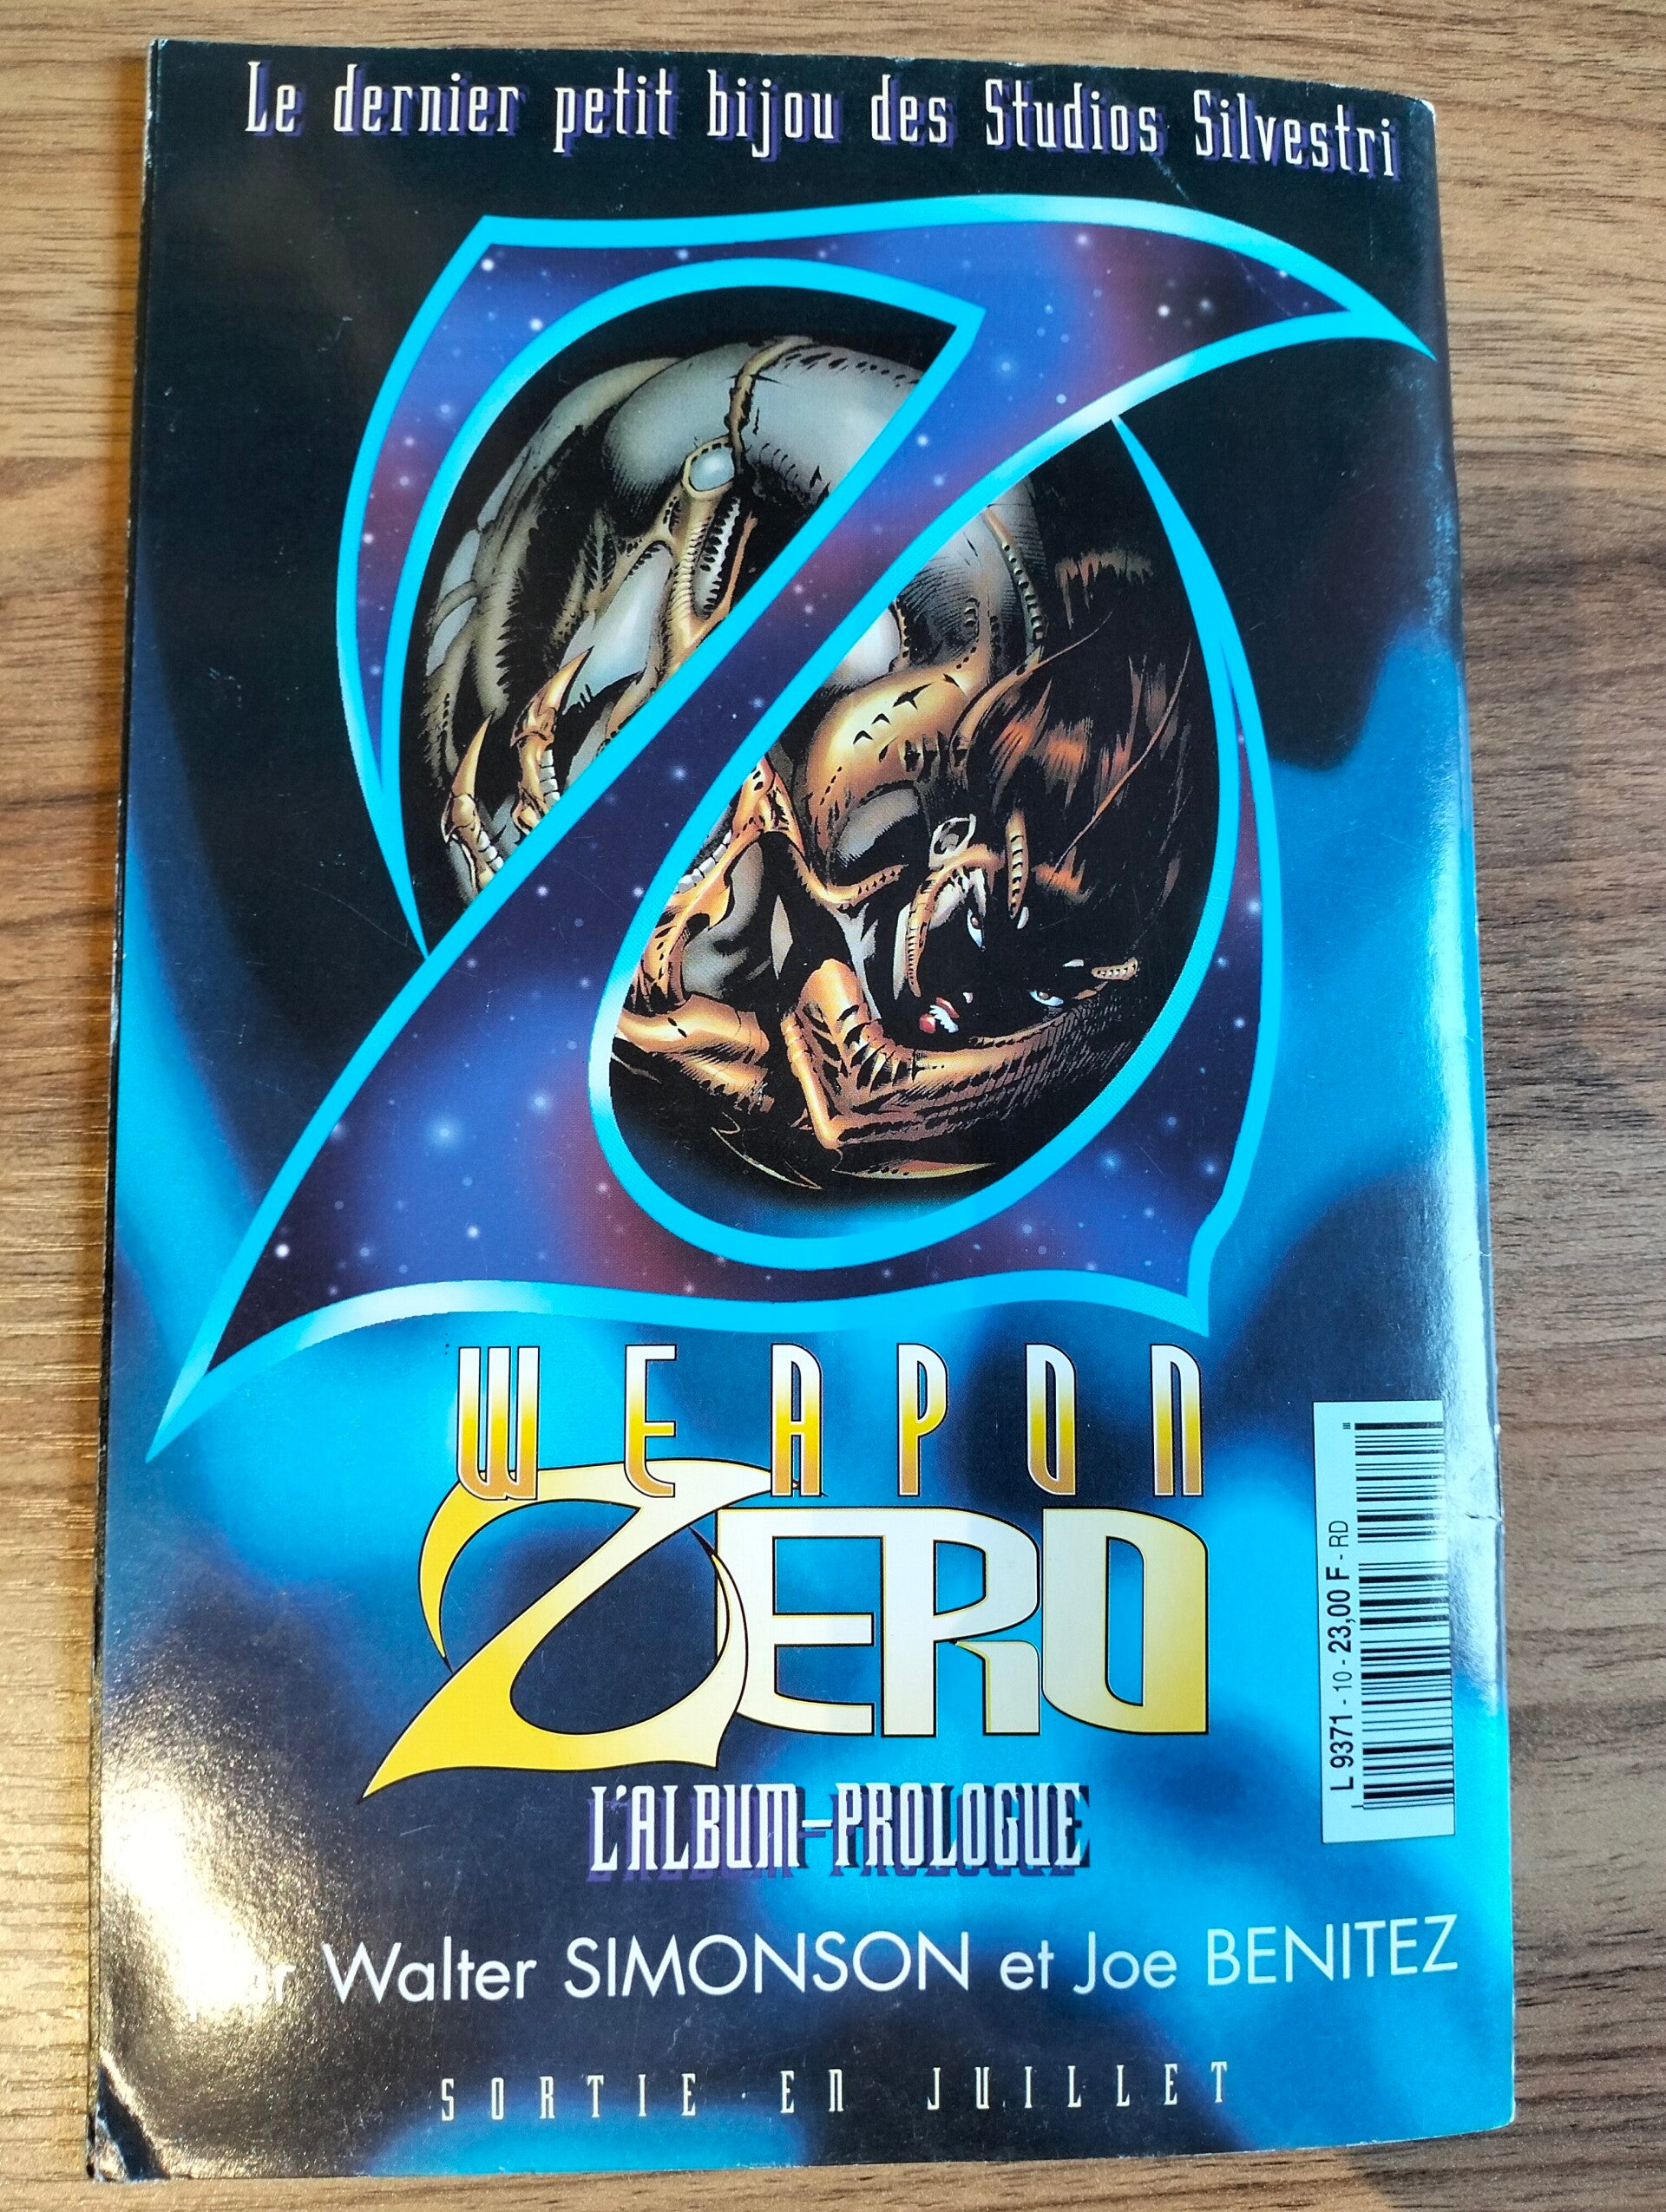 Le dernier petit bijou des Studios Silvestri
WEAPON
ZERO
L'ALBUM-PROLOGUE
Walter SIMONSON et Joe BENITEZ
SORTIE EN JUILLET
L 9371 - 10 - 23,00 F - RD